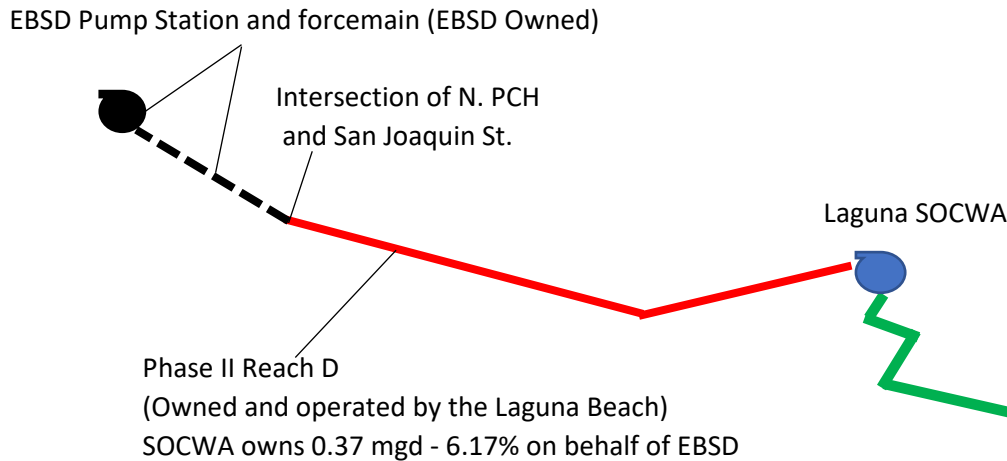 EBSD Pump Station and forcemain (EBSD Owned)
Intersection of N. PCH
and San Joaquin St.
Laguna SOCWA
Phase II Reach D
(Owned and operated by the Laguna Beach)
SOCWA owns 0.37 mgd - 6.17% on behalf of EBSD